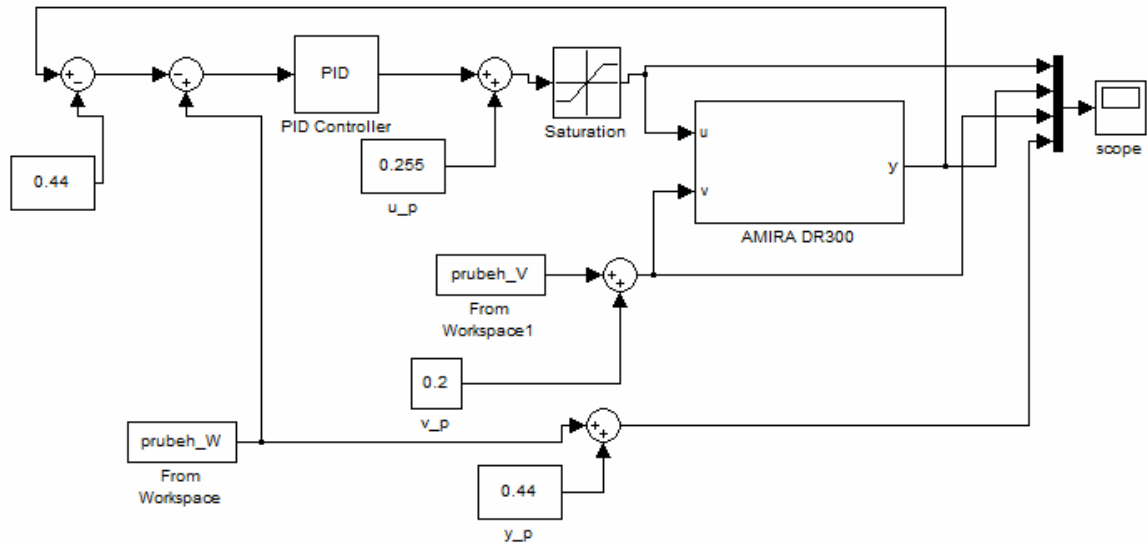 PID
PID Controller
Saturation
scope
0.44
0.255
u_p
u
v
y
AMIRA DR300
prubeh_V
From
Workspace1
0.2
v_p
prubeh_W
From
Workspace
0.44
y_p